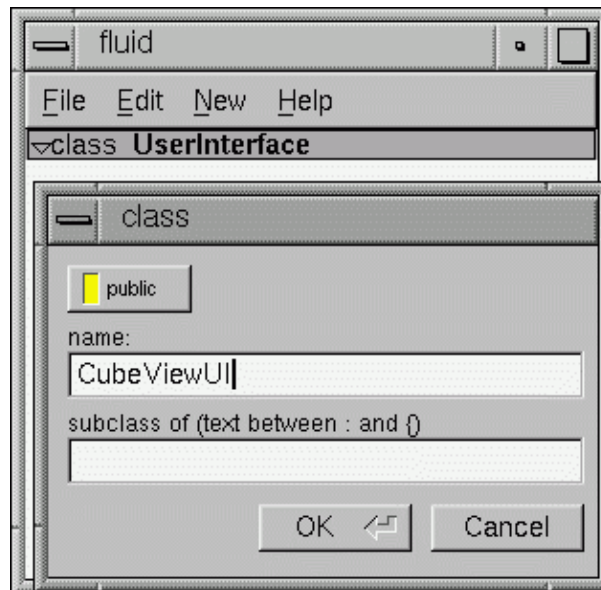 fluid
File Edit New Help
class UserInterface
class
public
name:
CubeViewUI
subclass of (text between : and {)
OK Cancel